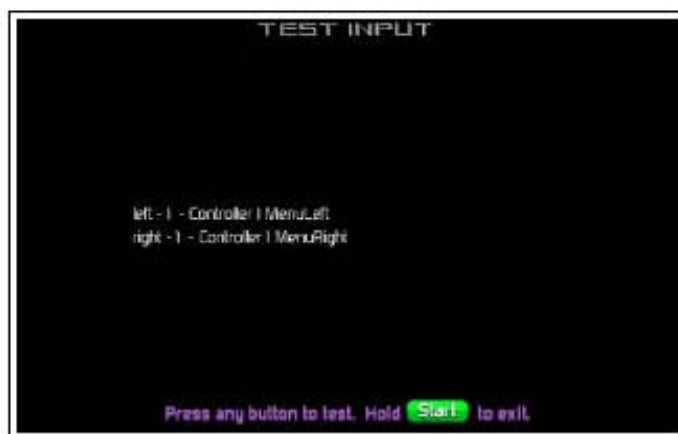 TEST INPUT
left - 1 - Controller 1 MenuLeft
right - 1 - Controller 1 MenuRight
Press any button to test. Hold Start to exit.